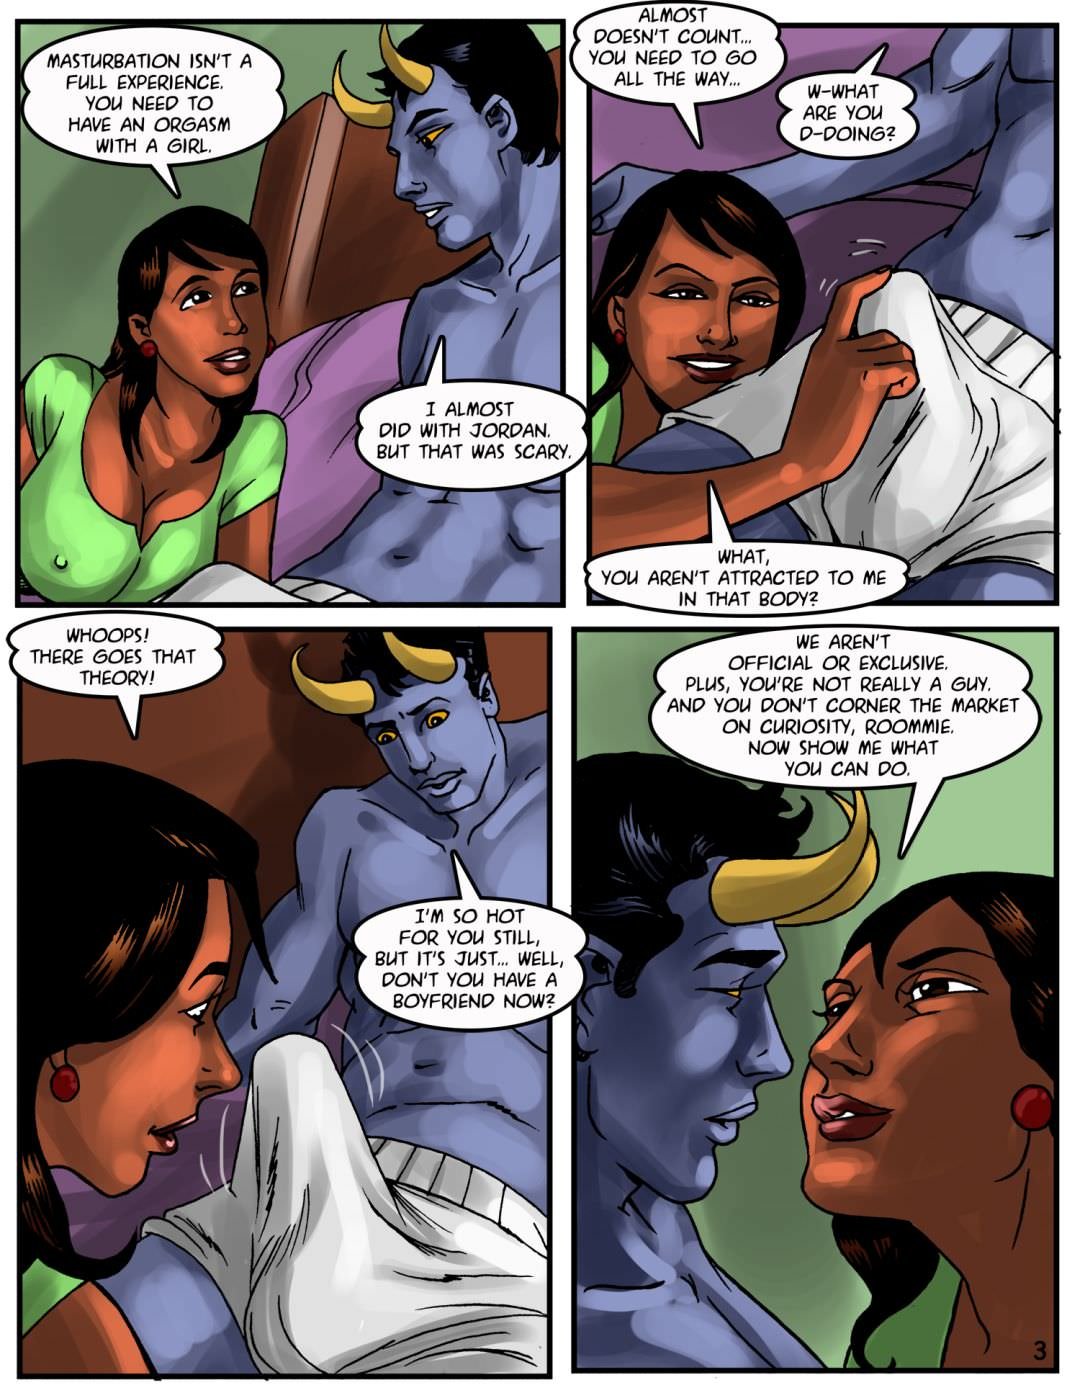 MASTURBATION ISN'T A
FULL EXPERIENCE.
YOU NEED TO
HAVE AN ORGASM
WITH A GIRL.
I ALMOST
DID WITH JORDAN.
BUT THAT WAS SCARY.
ALMOST
DOESN'T COUNT...
YOU NEED TO GO
ALL THE WAY...
W-WHAT
ARE YOU
D-DOING?
WHAT,
YOU AREN'T ATTRACTED TO ME
IN THAT BODY?
WHOOPS!
THERE GOES THAT
THEORY!
I'M SO HOT
FOR YOU STILL,
BUT IT'S JUST... WELL,
DON'T YOU HAVE A
BOYFRIEND NOW?
WE AREN'T
OFFICIAL OR EXCLUSIVE.
PLUS, YOU'RE NOT REALLY A GUY.
AND YOU DON'T CORNER THE MARKET
ON CURIOSITY, ROOMMIE.
NOW SHOW ME WHAT
YOU CAN DO.
3